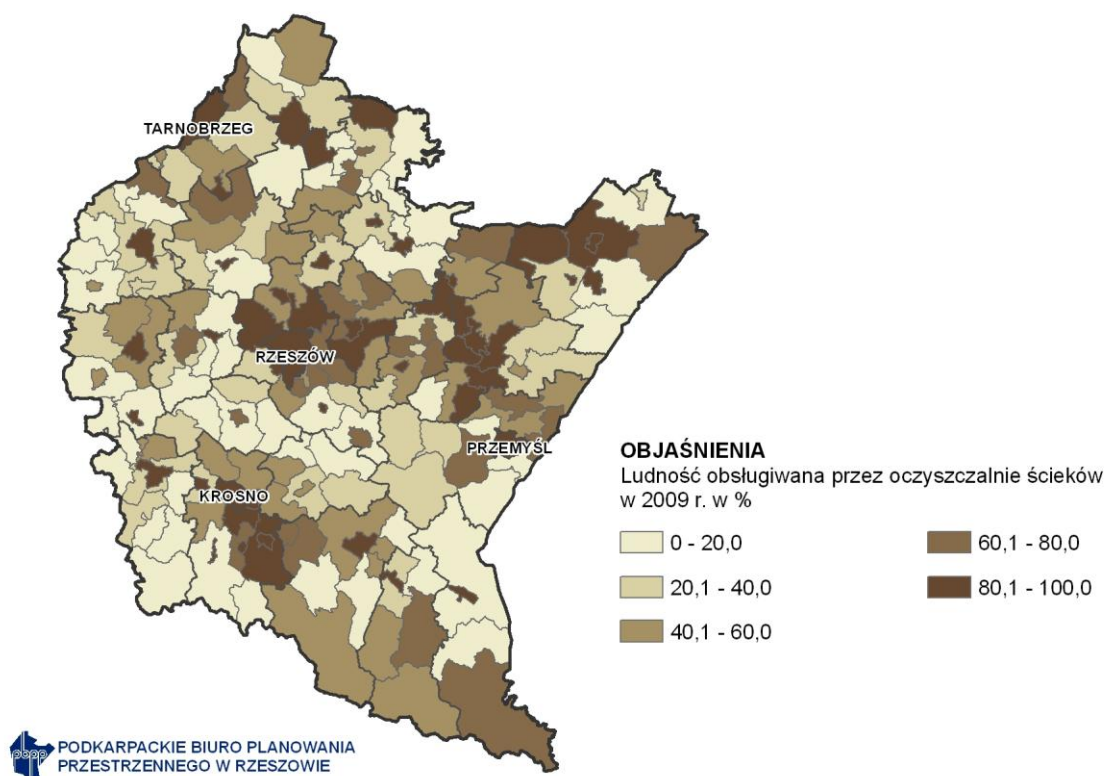 TARNOBRZEG
RZESZÓW
PRZEMYŚL
KROSNO
OBJAŚNIENIA
Ludność obsługiwana przez oczyszczalnie ścieków
w 2009 r. w %
0 - 20,0
20,1 - 40,0
40,1 - 60,0
60,1 - 80,0
80,1 - 100,0
pbpp
PODKARPACKIE BIURO PLANOWANIA
PRZESTRZENNEGO W RZESZOWIE